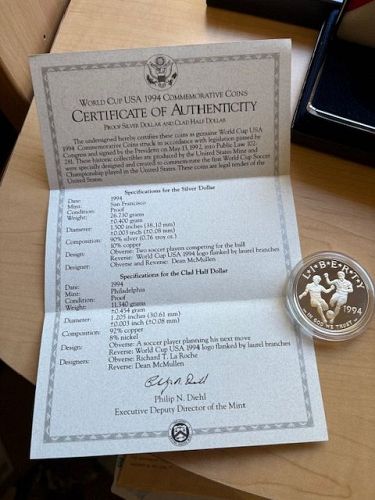 WORLD CUP USA 1994 COMMEMORATIVE COINS
CERTIFICATE OF AUTHENTICITY
PROOF SILVER DOLLAR AND CLAD HALF DOLLAR
The undersigned hereby certifies these coins as genuine World Cup USA
1994 Commemorative Coins struck in accordance with legislation passed by
Congress and signed by the President on May 13, 1992, into Public Law 102-
281. These historic collectibles are produced by the United States Mint and
were specially designed and created to commemorate the first World Cup Soccer
Championship played in the United States. These coins are legal tender of the
United States.
Specifications for the Silver Dollar
Date: 1994
Mint: San Francisco
Condition: Proof
Weight: 26.730 grams
±0.400 gram
Diameter: 1.500 inches (38.10 mm)
±0.003 inch (±0.08 mm)
Composition: 90% silver (0.76 troy oz.)
10% copper
Design: Obverse: Two soccer players competing for the ball
Reverse: World Cup USA 1994 logo flanked by laurel branches
Designer: Obverse and Reverse: Dean McMullen
Specifications for the Clad Half Dollar
Date: 1994
Mint: Philadelphia
Condition: Proof
Weight: 11.340 grams
±0.454 gram
Diameter: 1.205 inches (30.61 mm)
±0.003 inch (±0.08 mm)
Composition: 92% copper
8% nickel
Design: Obverse: A soccer player planning his next move
Reverse: World Cup USA 1994 logo flanked by laurel branches
Designers: Obverse: Richard T. La Roche
Reverse: Dean McMullen
Philip N. Diehl
Philip N. Diehl
Executive Deputy Director of the Mint
LIBERTY
1994
IN GOD WE TRUST